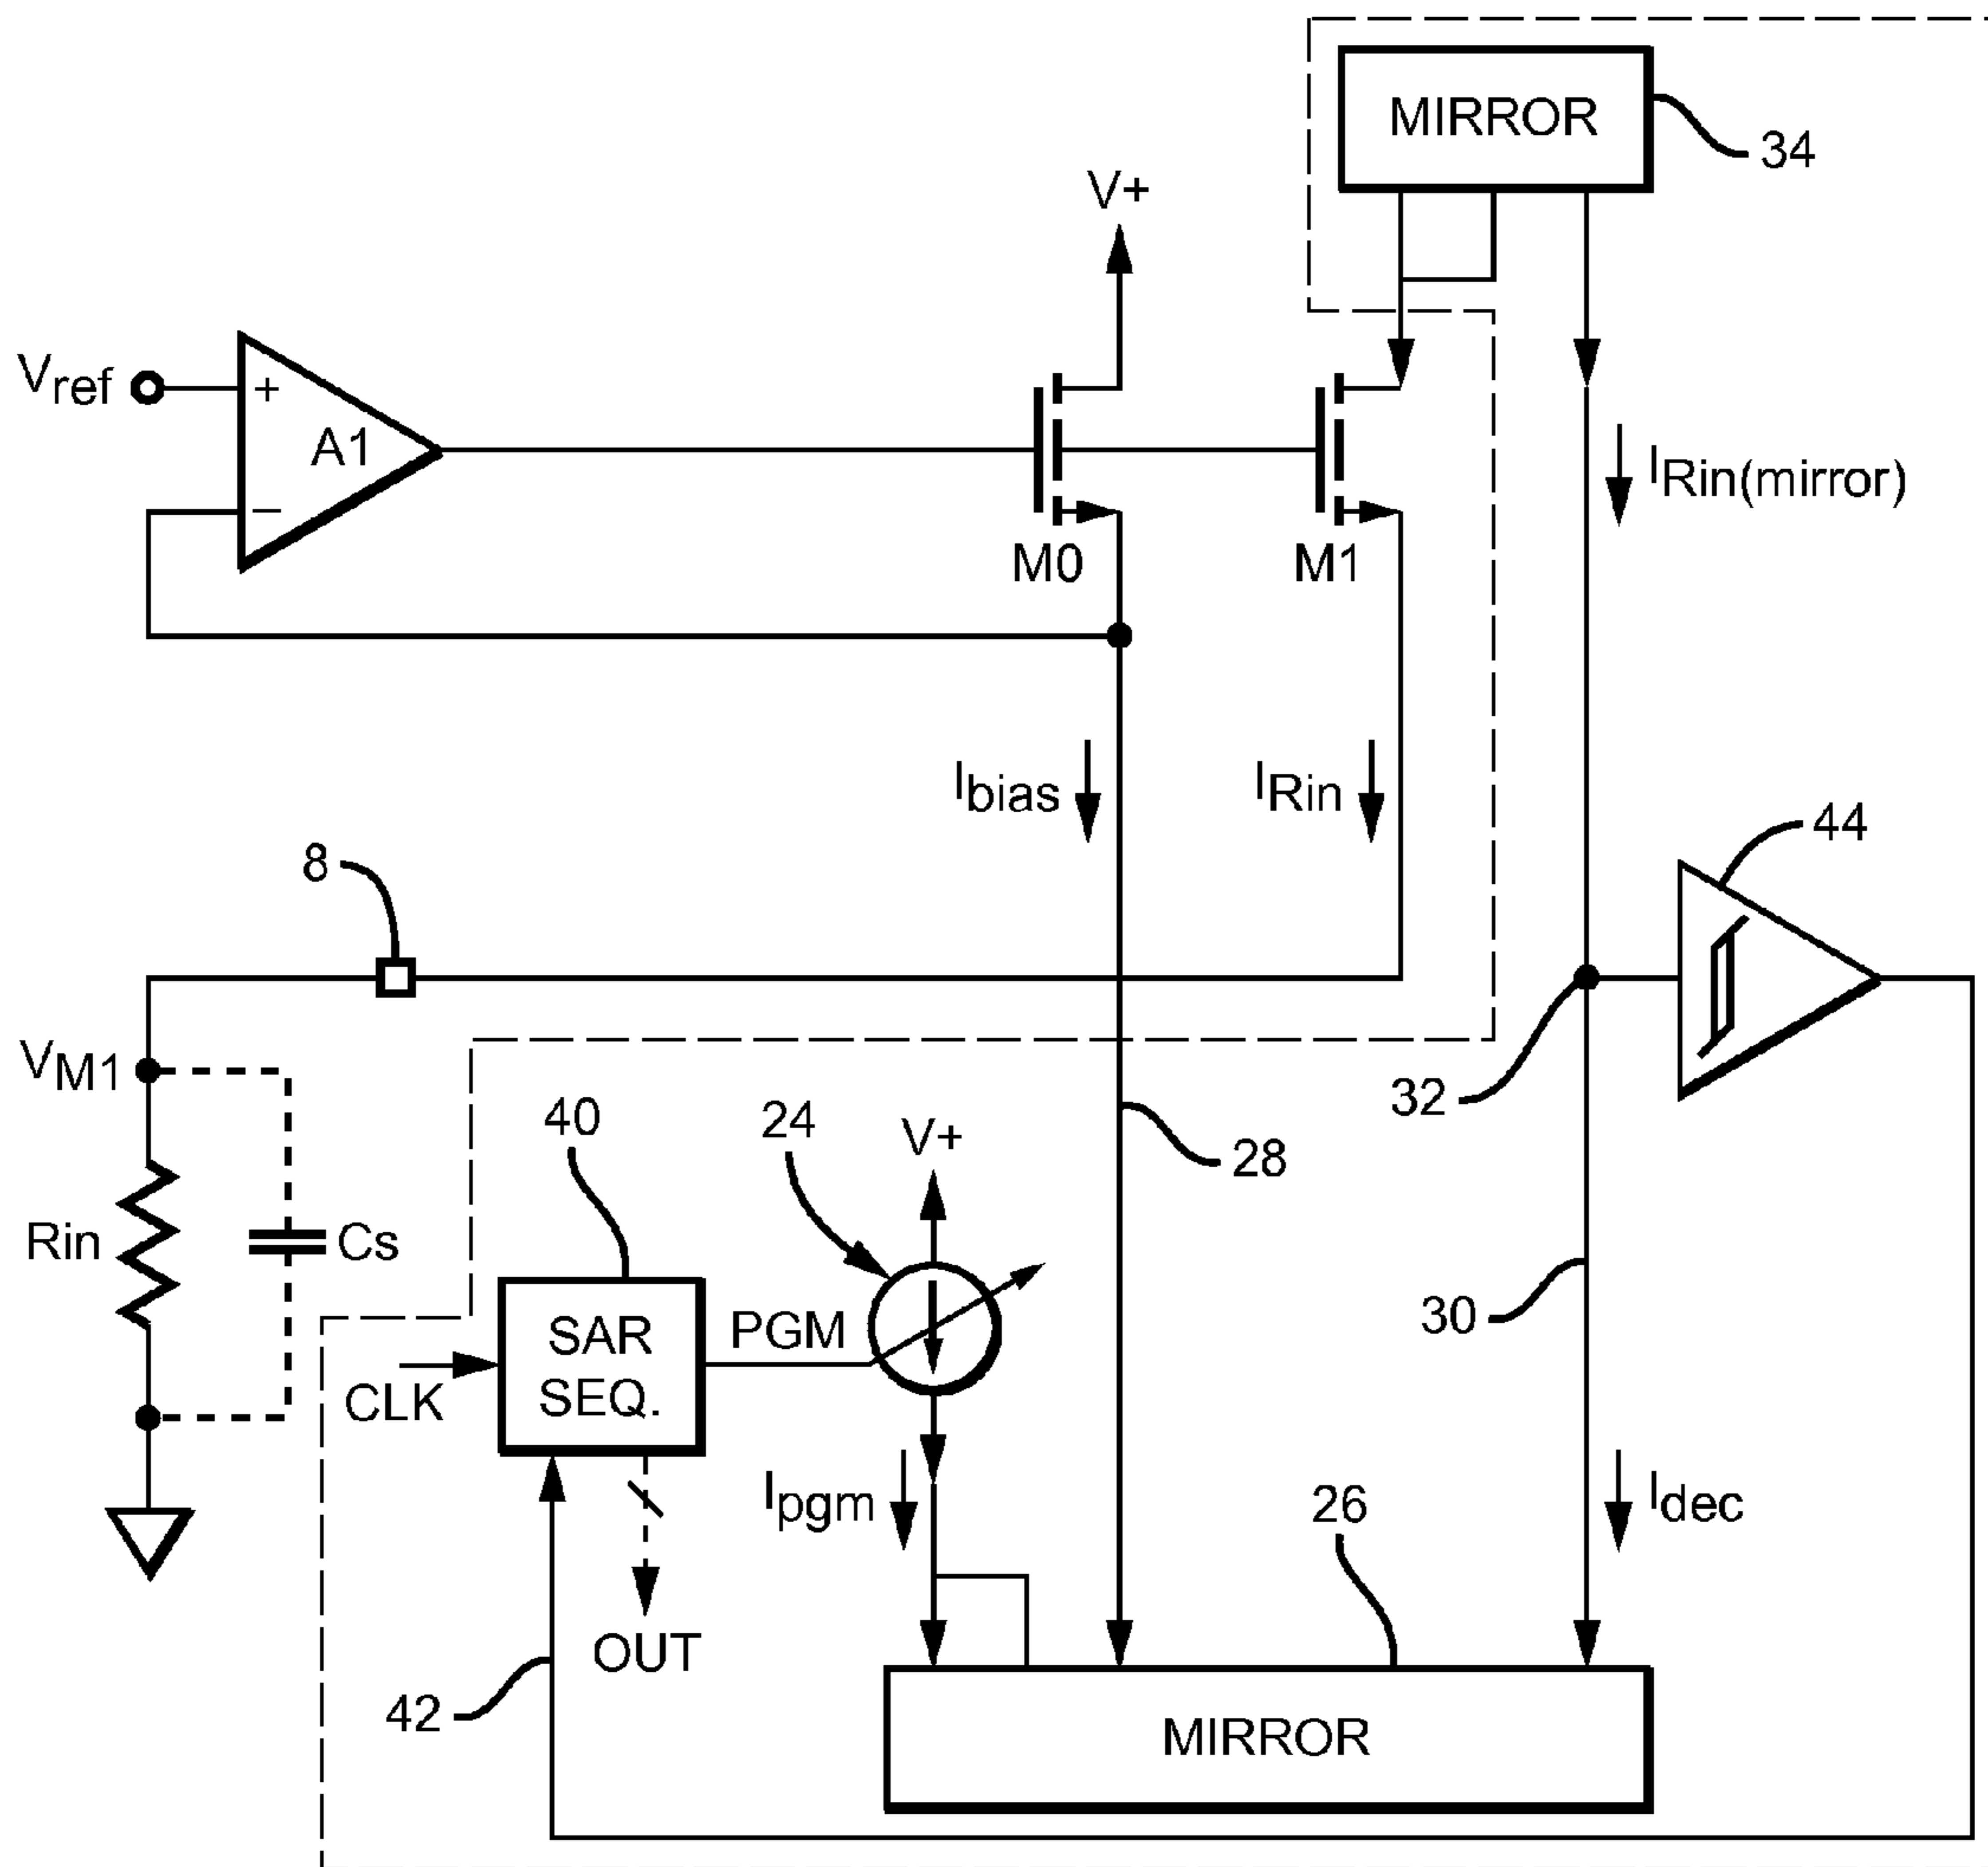 MIRROR
34
V+
Vref
+
A1
−
M0
M1
IRin(mirror)
Ibias
IRin
44
8
VM1
32
40
24
V+
28
Rin
Cs
SAR
SEQ.
PGM
CLK
30
Ipgm
26
Idec
OUT
42
MIRROR